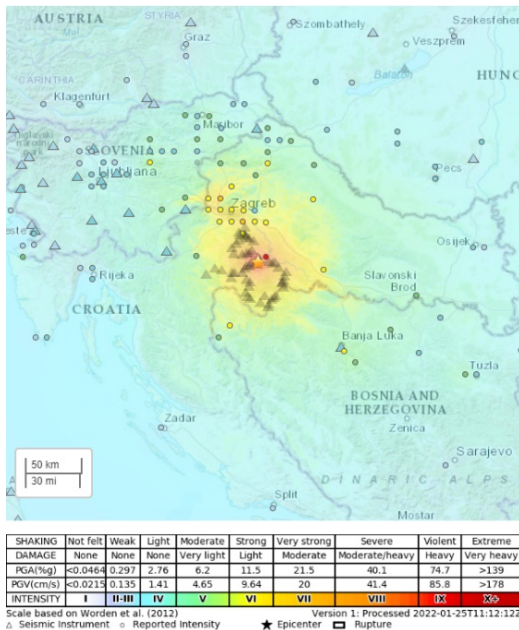 AUSTRIA
STYRIA
Szombathely
Szekesfeher
Graz
Veszprem
CARINTHIA
Balaton
HUNG
Klagenfurt
Maribor
SLOVENIA
Ljubljana
Pecs
Zagreb
Osijek
Rijeka
Slavonski
Brod
CROATIA
Banja Luka
Tuzla
BOSNIA AND
HERZEGOVINA
Zadar
Zenica
Sarajevo
50 km
30 mi
DINARIC ALPS
Split
Mostar
SHAKING Not felt Weak Light Moderate Strong Very strong Severe Violent Extreme
DAMAGE None None None Very light Light Moderate Moderate/heavy Heavy Very heavy
PGA(%g) <0.0464 0.297 2.76 6.2 11.5 21.5 40.1 74.7 >139
PGV(cm/s) <0.0215 0.135 1.41 4.65 9.64 20 41.4 85.8 >178
INTENSITY I II-III IV V VI VII VIII IX X+
Scale based on Worden et al. (2012) Version 1: Processed 2022-01-25T11:12:12Z
Seismic Instrument Reported Intensity Epicenter Rupture